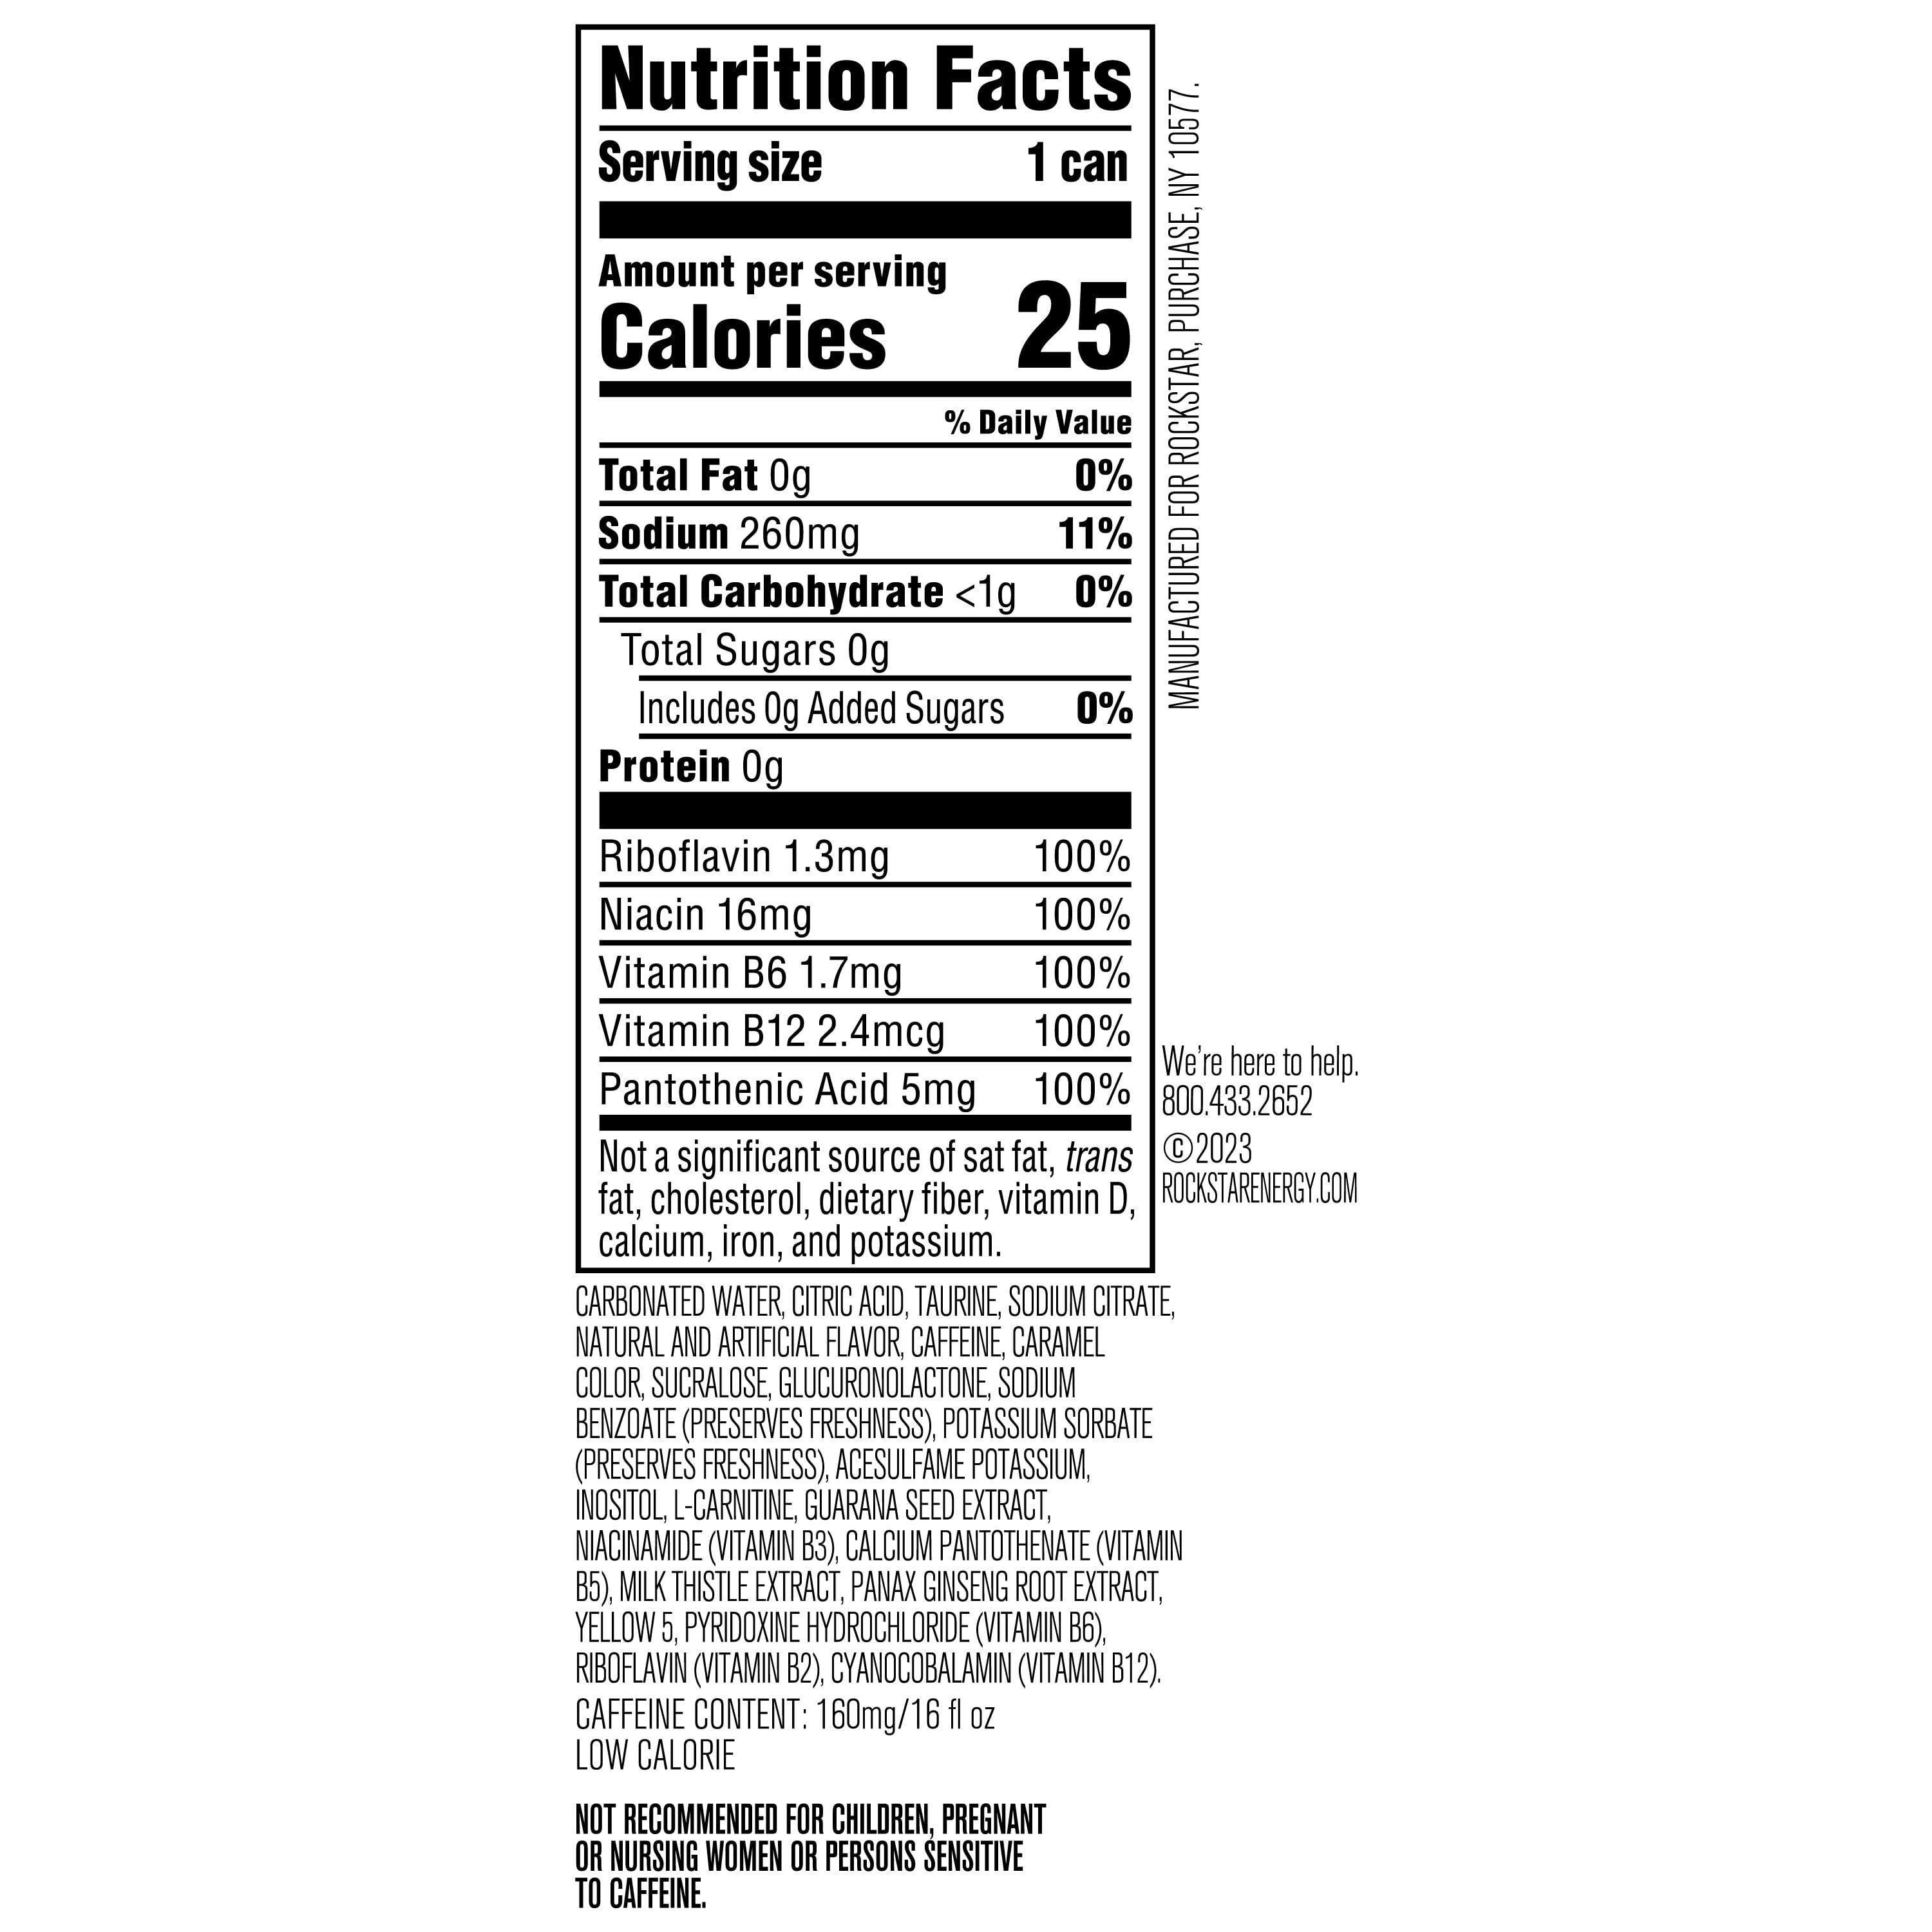 Nutrition Facts
Serving size 1 can
Amount per serving
Calories 25
% Daily Value
Total Fat 0g 0%
Sodium 260mg 11%
Total Carbohydrate <1g 0%
Total Sugars 0g
Includes 0g Added Sugars 0%
Protein 0g
Riboflavin 1.3mg 100%
Niacin 16mg 100%
Vitamin B6 1.7mg 100%
Vitamin B12 2.4mcg 100%
Pantothenic Acid 5mg 100%
Not a significant source of sat fat, trans
fat, cholesterol, dietary fiber, vitamin D,
calcium, iron, and potassium.
MANUFACTURED FOR ROCKSTAR, PURCHASE, NY 10577.
We're here to help.
800.433.2652
©2023
ROCKSTARENERGY.COM
CARBONATED WATER, CITRIC ACID, TAURINE, SODIUM CITRATE,
NATURAL AND ARTIFICIAL FLAVOR, CAFFEINE, CARAMEL
COLOR, SUCRALOSE, GLUCURONOLACTONE, SODIUM
BENZOATE (PRESERVES FRESHNESS), POTASSIUM SORBATE
(PRESERVES FRESHNESS), ACESULFAME POTASSIUM,
INOSITOL, L-CARNITINE, GUARANA SEED EXTRACT,
NIACINAMIDE (VITAMIN B3), CALCIUM PANTOTHENATE (VITAMIN
B5), MILK THISTLE EXTRACT, PANAX GINSENG ROOT EXTRACT,
YELLOW 5, PYRIDOXINE HYDROCHLORIDE (VITAMIN B6),
RIBOFLAVIN (VITAMIN B2), CYANOCOBALAMIN (VITAMIN B12).
CAFFEINE CONTENT: 160mg/16 fl oz
LOW CALORIE
NOT RECOMMENDED FOR CHILDREN, PREGNANT
OR NURSING WOMEN OR PERSONS SENSITIVE
TO CAFFEINE.